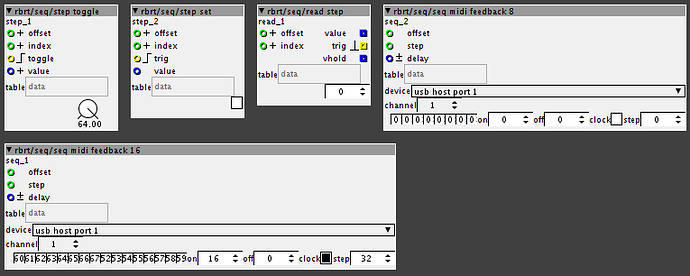 ▼ rbrt/seq/step toggle
step_1
+ offset
+ index
toggle
+ value
table data
64.00
▼ rbrt/seq/step set
step_2
+ offset
+ index
trig
value
table data
▼ rbrt/seq/read step
read_1
+ offset value
+ index trig
vhold
table data
0
▼ rbrt/seq/seq midi feedback 8
seq_2
offset
step
± delay
table data
device usb host port 1
channel 1
0 0 0 0 0 0 0 0 on 0 off 0 clock step 0
▼ rbrt/seq/seq midi feedback 16
seq_1
offset
step
± delay
table data
device usb host port 1
channel 1
60 61 62 63 64 65 66 67 52 53 54 55 56 57 58 59 on 16 off 0 clock step 32